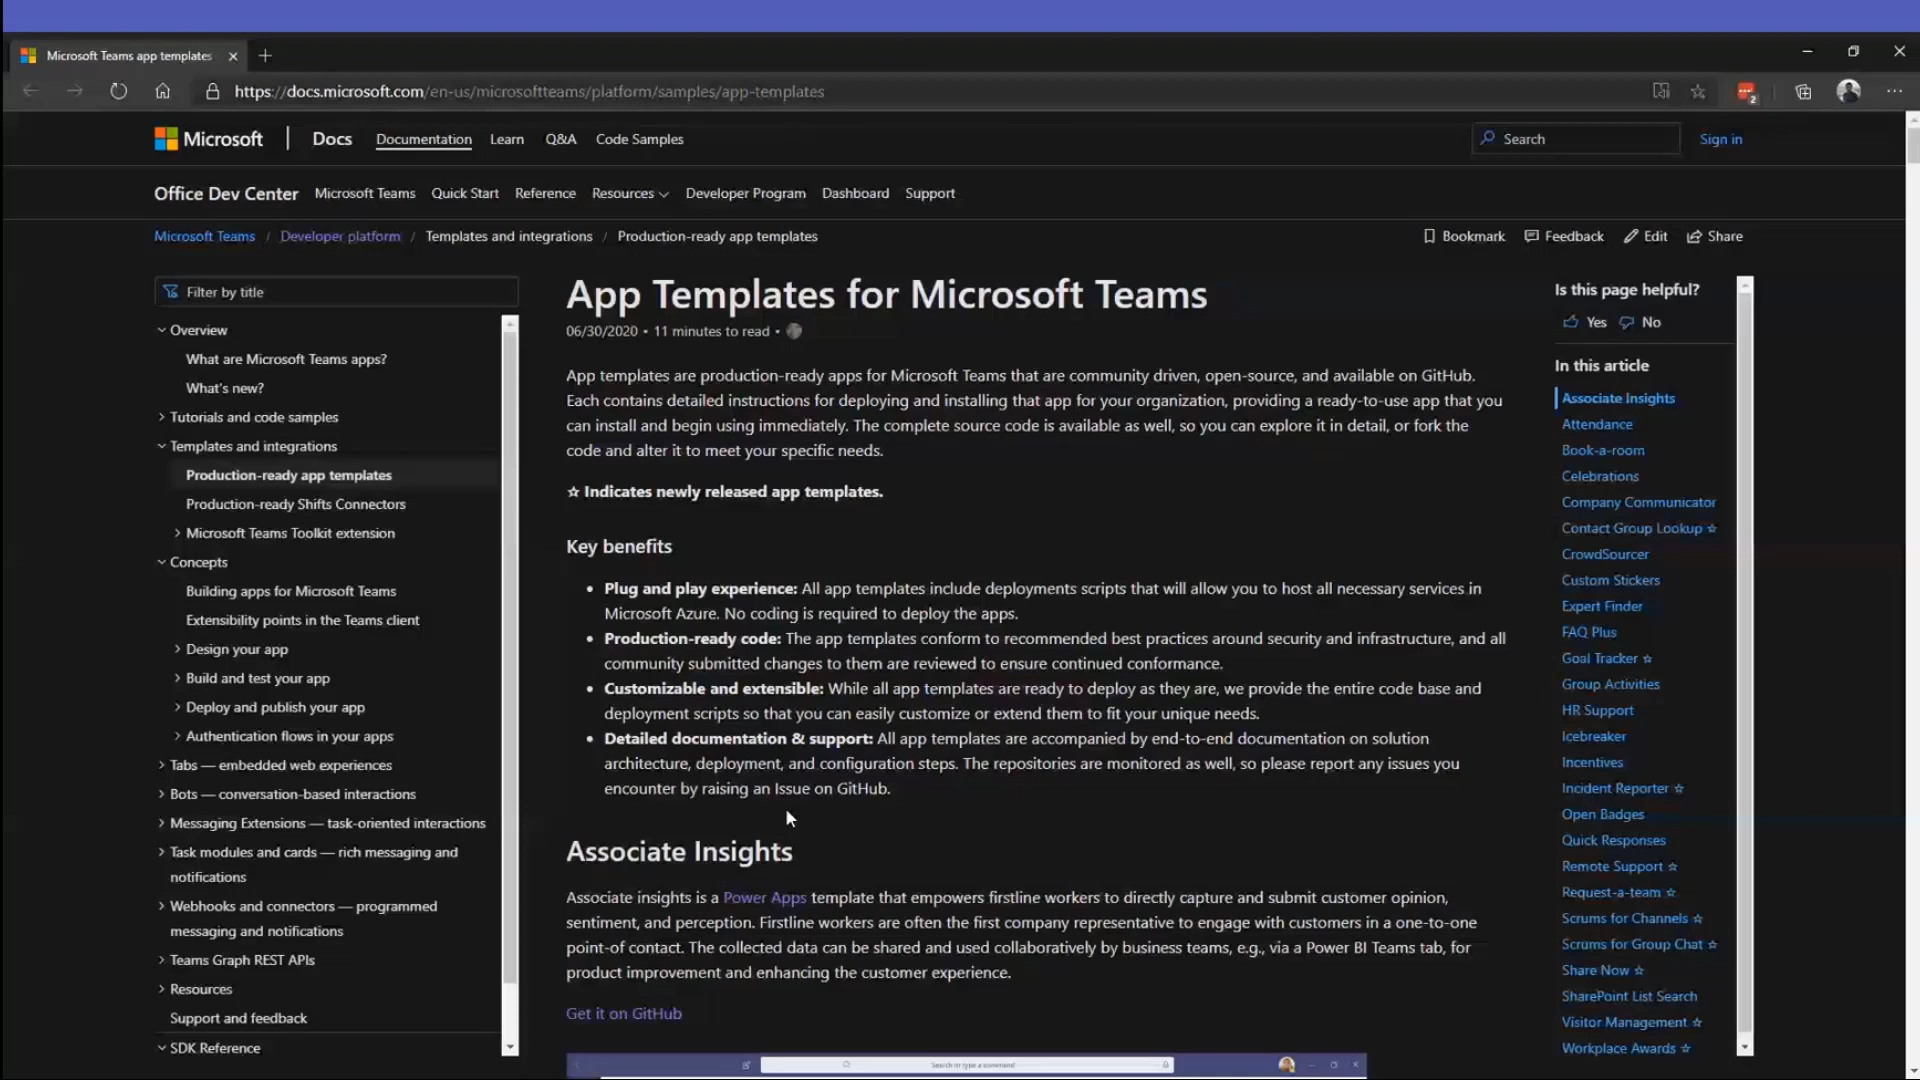 Microsoft Teams app templates
https://docs.microsoft.com/en-us/microsoftteams/platform/samples/app-templates
2
Microsoft | Docs Documentation Learn Q&A Code Samples
Search
Sign in
Office Dev Center Microsoft Teams Quick Start Reference Resources Developer Program Dashboard Support
Microsoft Teams / Developer platform / Templates and integrations / Production-ready app templates
Bookmark Feedback Edit Share
Filter by title
Overview
What are Microsoft Teams apps?
What's new?
Tutorials and code samples
Templates and integrations
Production-ready app templates
Production-ready Shifts Connectors
Microsoft Teams Toolkit extension
Concepts
Building apps for Microsoft Teams
Extensibility points in the Teams client
Design your app
Build and test your app
Deploy and publish your app
Authentication flows in your apps
Tabs — embedded web experiences
Bots — conversation-based interactions
Messaging Extensions — task-oriented interactions
Task modules and cards — rich messaging and
notifications
Webhooks and connectors — programmed
messaging and notifications
Teams Graph REST APIs
Resources
Support and feedback
SDK Reference
App Templates for Microsoft Teams
06/30/2020 • 11 minutes to read •
App templates are production-ready apps for Microsoft Teams that are community driven, open-source, and available on GitHub.
Each contains detailed instructions for deploying and installing that app for your organization, providing a ready-to-use app that you
can install and begin using immediately. The complete source code is available as well, so you can explore it in detail, or fork the
code and alter it to meet your specific needs.
☆ Indicates newly released app templates.
Key benefits
• Plug and play experience: All app templates include deployments scripts that will allow you to host all necessary services in
Microsoft Azure. No coding is required to deploy the apps.
• Production-ready code: The app templates conform to recommended best practices around security and infrastructure, and all
community submitted changes to them are reviewed to ensure continued conformance.
• Customizable and extensible: While all app templates are ready to deploy as they are, we provide the entire code base and
deployment scripts so that you can easily customize or extend them to fit your unique needs.
• Detailed documentation & support: All app templates are accompanied by end-to-end documentation on solution
architecture, deployment, and configuration steps. The repositories are monitored as well, so please report any issues you
encounter by raising an Issue on GitHub.
Associate Insights
Associate insights is a Power Apps template that empowers firstline workers to directly capture and submit customer opinion,
sentiment, and perception. Firstline workers are often the first company representative to engage with customers in a one-to-one
point-of contact. The collected data can be shared and used collaboratively by business teams, e.g., via a Power BI Teams tab, for
product improvement and enhancing the customer experience.
Get it on GitHub
Search or type a command
Is this page helpful?
Yes No
In this article
Associate Insights
Attendance
Book-a-room
Celebrations
Company Communicator
Contact Group Lookup ☆
CrowdSourcer
Custom Stickers
Expert Finder
FAQ Plus
Goal Tracker ☆
Group Activities
HR Support
Icebreaker
Incentives
Incident Reporter ☆
Open Badges
Quick Responses
Remote Support ☆
Request-a-team ☆
Scrums for Channels ☆
Scrums for Group Chat ☆
Share Now ☆
SharePoint List Search
Visitor Management ☆
Workplace Awards ☆